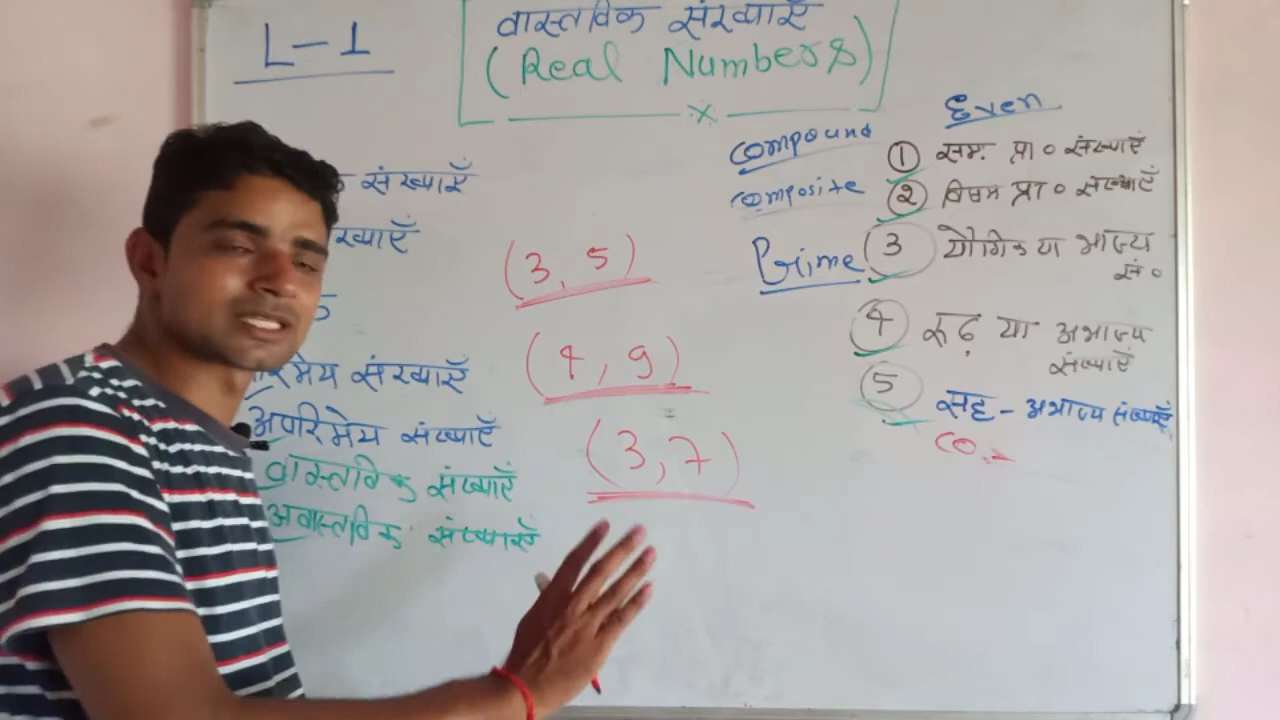 L-1
वास्तविक संख्याएँ
(Real Numbers)
x
संख्याएँ
ख्याएँ
क
रिमेय संख्याएँ
अपरिमेय संख्याएँ
वास्तविक संख्याएँ
अवास्तविक संख्याएँ
(3, 5)
(4, 9)
(3, 7)
compound
composite
Prime
Even
① सम प्रा० संख्याएँ
② विषम प्रा० संख्याएँ
③ यौगिक या भाज्य
सं०
④ रूढ़ या अभाज्य
संख्याएँ
⑤ सह - अभाज्य संख्याएँ
CO-